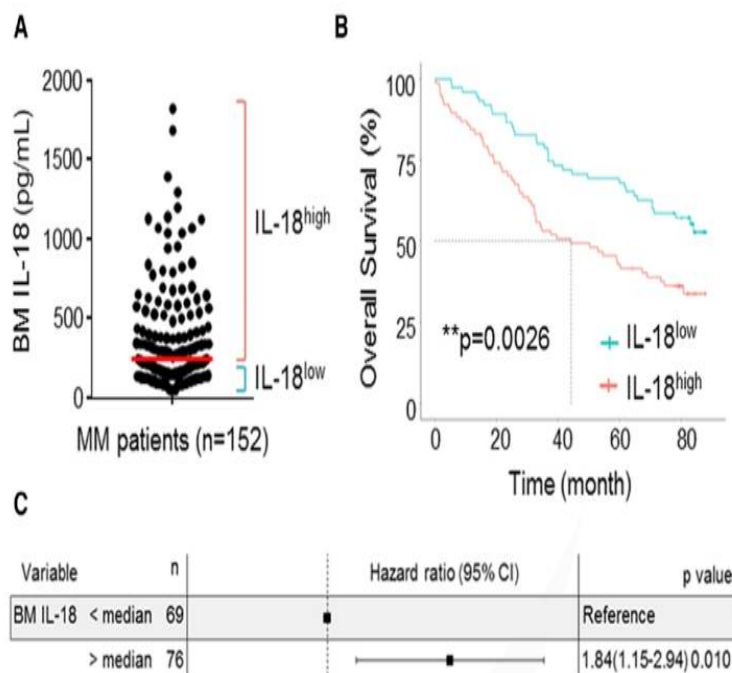 A
BM IL-18 (pg/mL)
2000
1500
1000
500
0
IL-18high
IL-18low
MM patients (n=152)
B
Overall Survival (%)
100
75
50
25
0
**p=0.0026
IL-18low
IL-18high
0 20 40 60 80
Time (month)
C
Variable n Hazard ratio (95% CI) p value
BM IL-18 < median 69 Reference
> median 76 1.84(1.15-2.94) 0.010